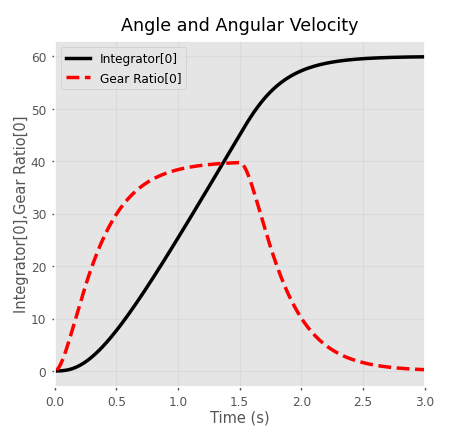 Angle and Angular Velocity
Integrator[0]
Gear Ratio[0]
Integrator[0],Gear Ratio[0]
60
50
40
30
20
10
0
0.0 0.5 1.0 1.5 2.0 2.5 3.0
Time (s)